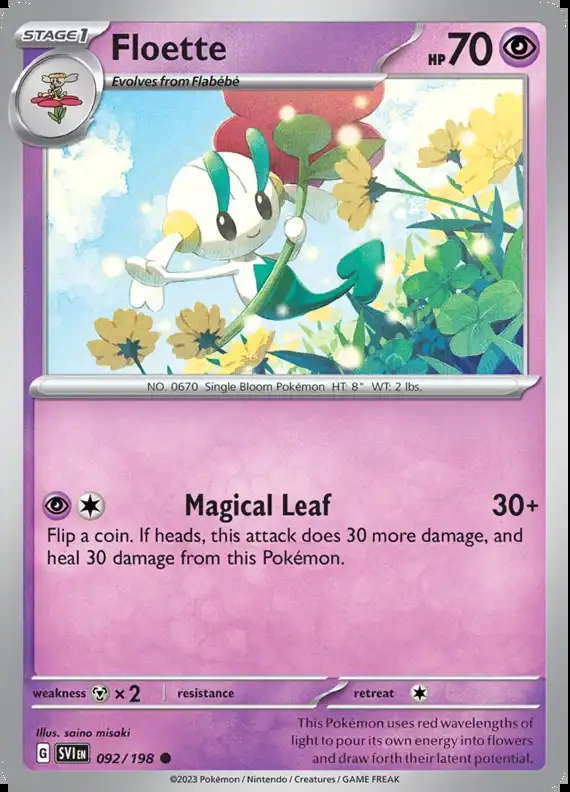 STAGE1
Floette
HP 70
Evolves from Flabébé
NO. 0670 Single Bloom Pokémon HT: 8" WT: 2 lbs.
Magical Leaf 30+
Flip a coin. If heads, this attack does 30 more damage, and
heal 30 damage from this Pokémon.
weakness ×2 resistance retreat
Illus. saino misaki
G SVI EN 092/198
This Pokémon uses red wavelengths of
light to pour its own energy into flowers
and draw forth their latent potential.
©2023 Pokémon / Nintendo / Creatures / GAME FREAK